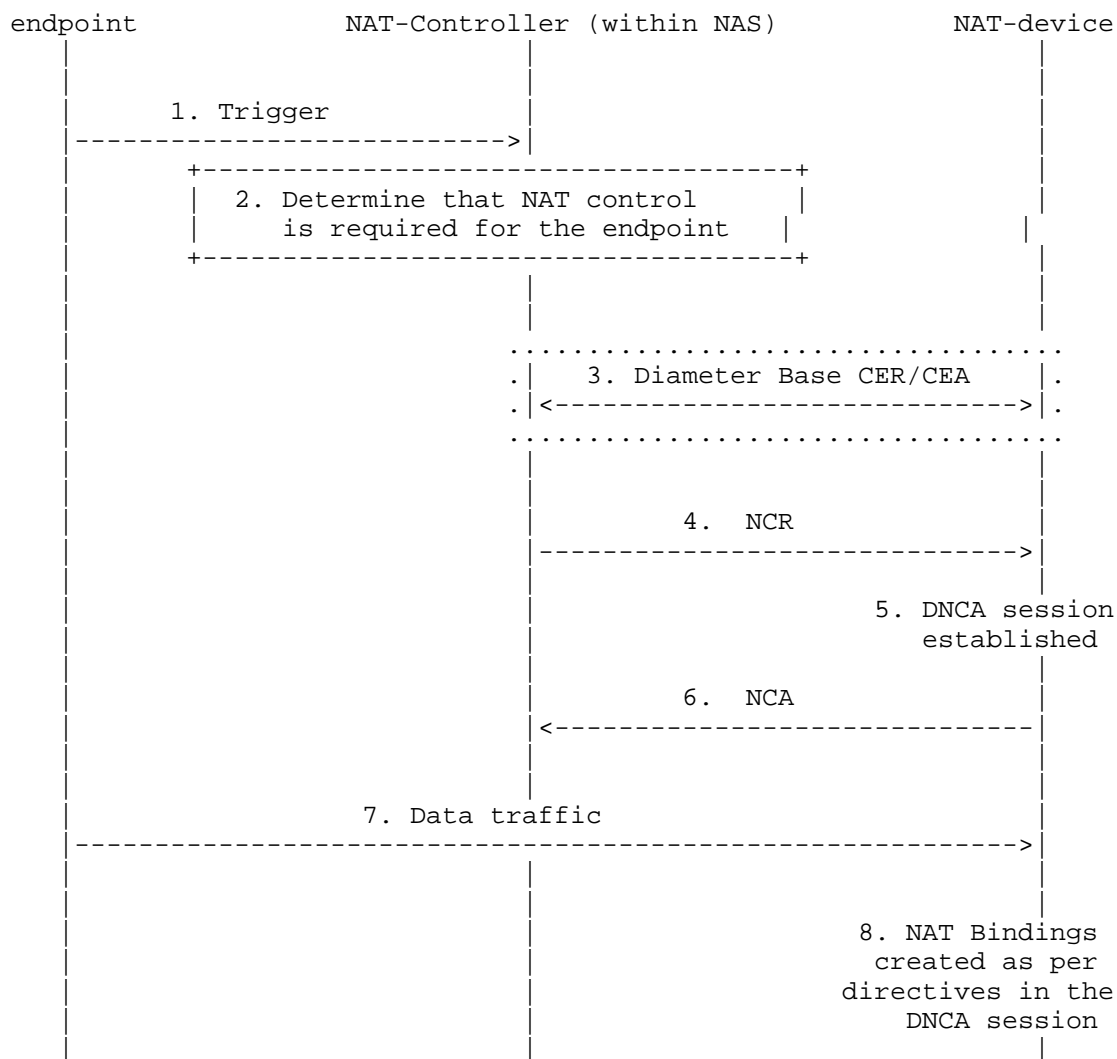 endpoint NAT-Controller (within NAS) NAT-device
1. Trigger
2. Determine that NAT control
is required for the endpoint
3. Diameter Base CER/CEA
4. NCR
5. DNCA session
established
6. NCA
7. Data traffic
8. NAT Bindings
created as per
directives in the
DNCA session